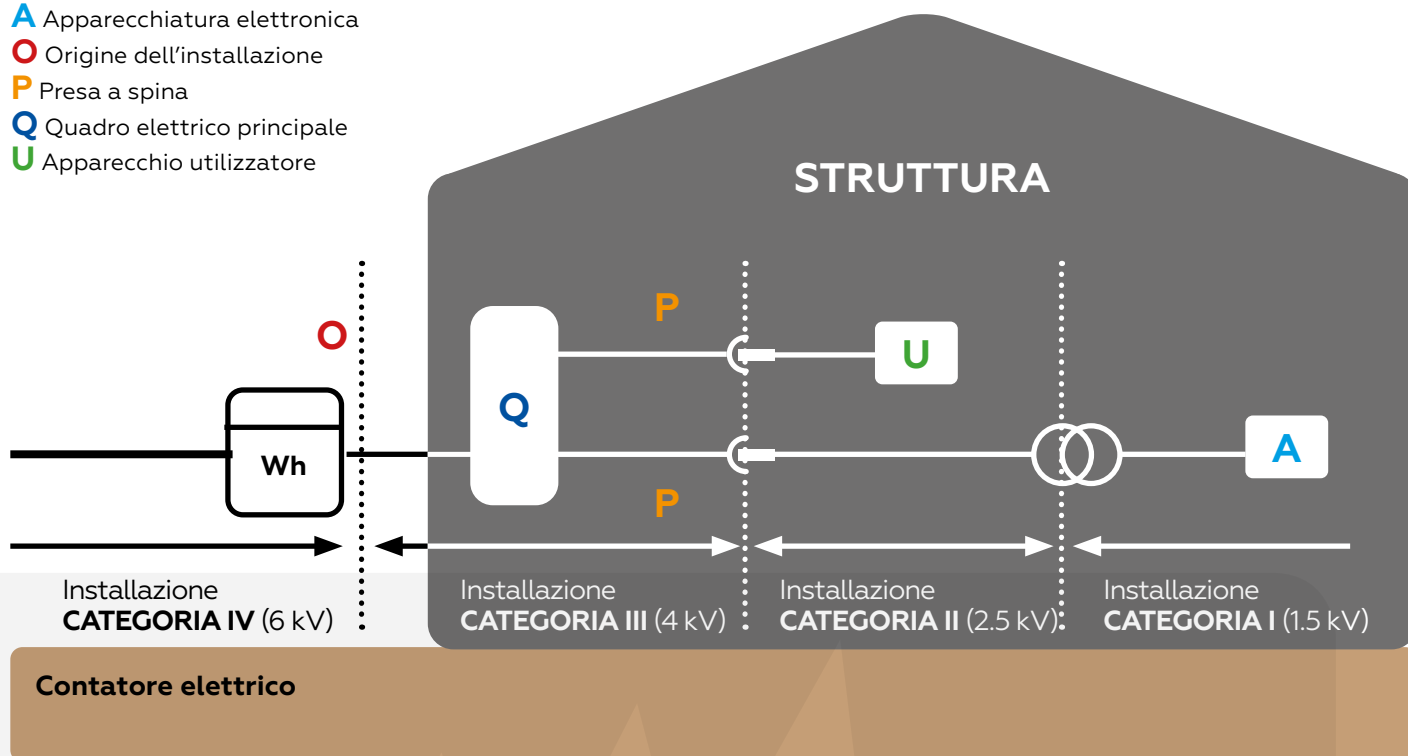 A Apparecchiatura elettronica
O Origine dell’installazione
P Presa a spina
Q Quadro elettrico principale
U Apparecchio utilizzatore
STRUTTURA
O
P
U
Q
Wh
A
P
Installazione
CATEGORIA IV (6 kV)
Installazione
CATEGORIA III (4 kV)
Installazione
CATEGORIA II (2.5 kV)
Installazione
CATEGORIA I (1.5 kV)
Contatore elettrico